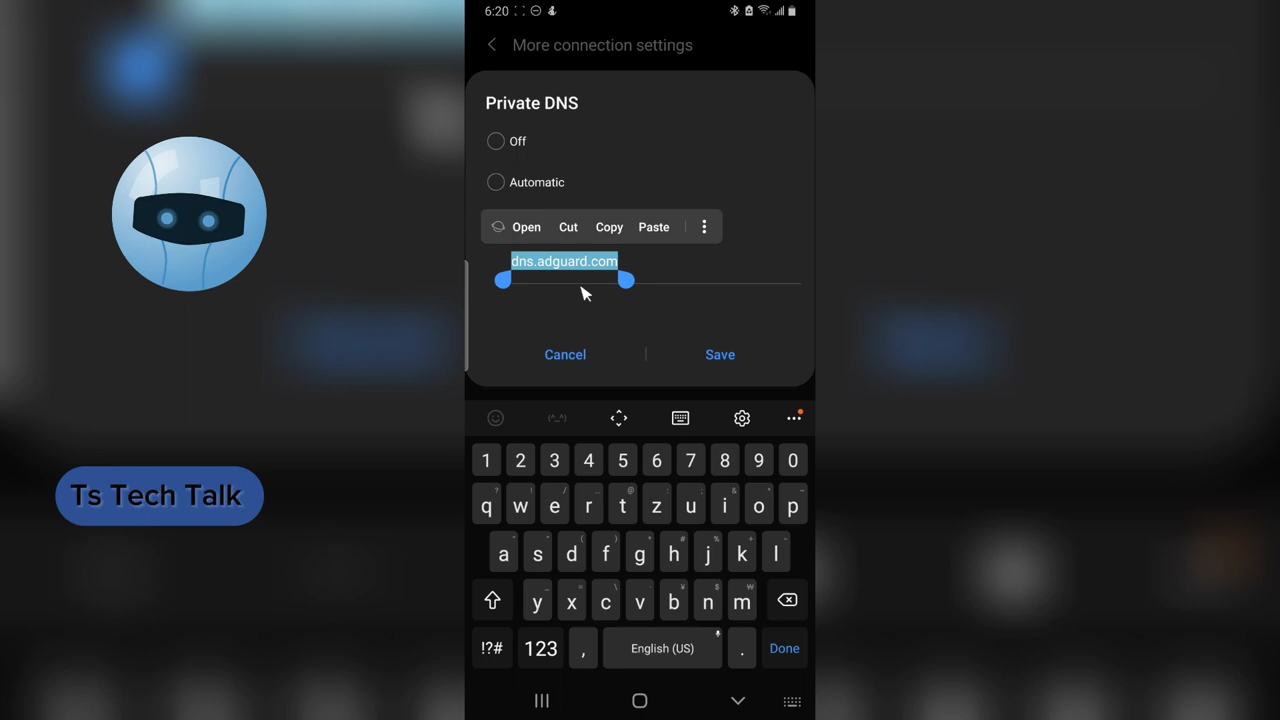 6:20
More connection settings
Private DNS
Off
Automatic
Open Cut Copy Paste
dns.adguard.com
Cancel Save
(^_^)
1 2 3 4 5 6 7 8 9 0
q w e r t z u i o p
a s d f g h j k l
y x c v b n m
!?# 123 , English (US) . Done
Ts Tech Talk